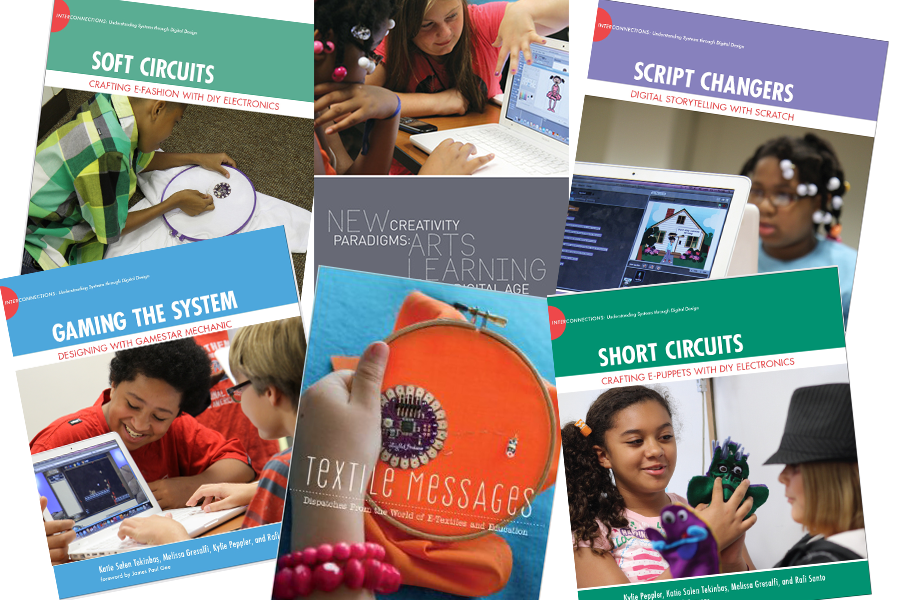 INTERCONNECTIONS: Understanding Systems through Digital Design
SOFT CIRCUITS
CRAFTING E-FASHION WITH DIY ELECTRONICS
NEW CREATIVITY
PARADIGMS: ARTS
LEARNING
DIGITAL AGE
INTERCONNECTIONS: Understanding Systems through Digital Design
SCRIPT CHANGERS
DIGITAL STORYTELLING WITH SCRATCH
INTERCONNECTIONS: Understanding Systems through Digital Design
GAMING THE SYSTEM
DESIGNING WITH GAMESTAR MECHANIC
Katie Salen Tekinbaş, Melissa Gresalfi, Kylie Peppler, and Rafi
foreword by James Paul Gee
TEXTILE MESSAGES
Dispatches From the World of E-Textiles and Education
INTERCONNECTIONS: Understanding Systems through Digital Design
SHORT CIRCUITS
CRAFTING E-PUPPETS WITH DIY ELECTRONICS
Kylie Peppler, Katie Salen Tekinbaş, Melissa Gresalfi, and Rafi Santo